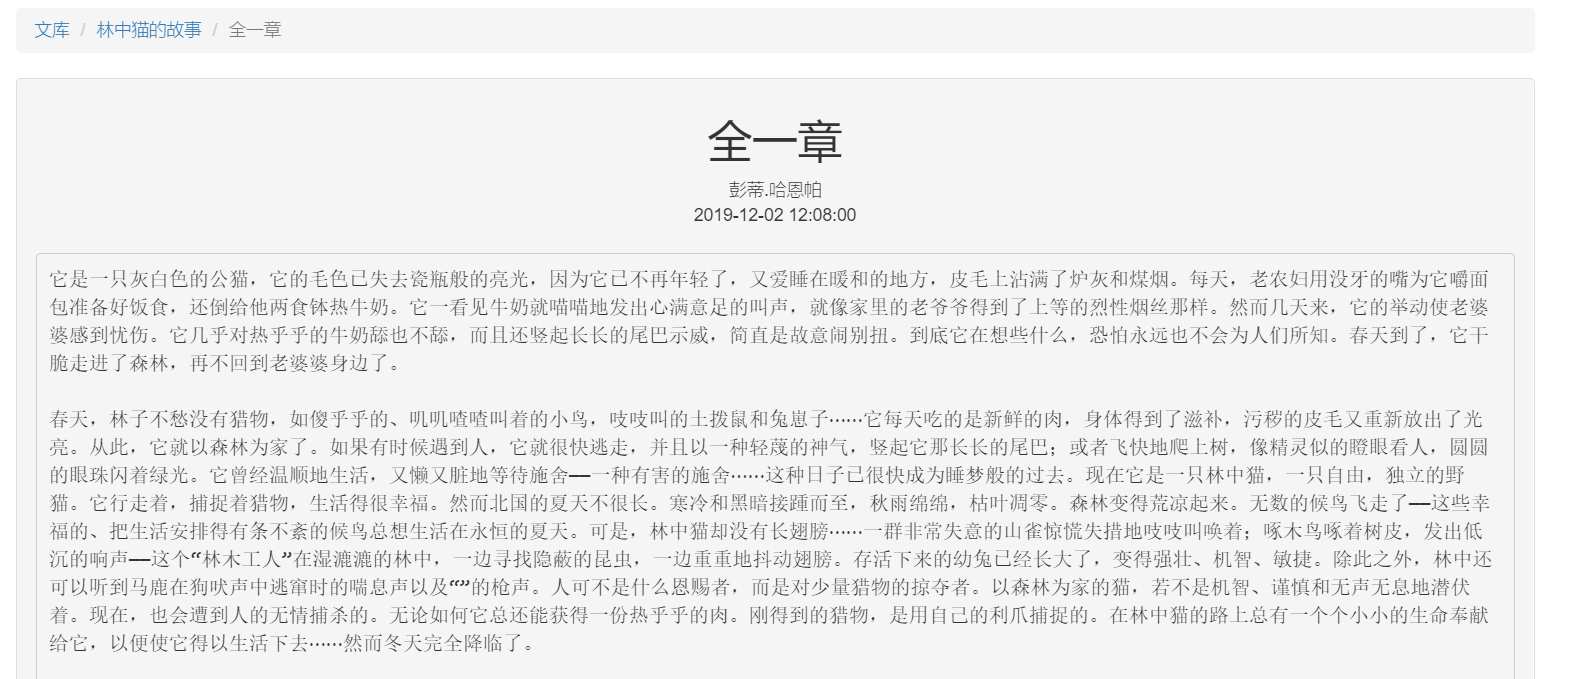 文库 / 林中猫的故事 / 全一章
全一章
彭蒂.哈恩帕
2019-12-02 12:08:00
它是一只灰白色的公猫，它的毛色已失去瓷瓶般的亮光，因为它已不再年轻了，又爱睡在暖和的地方，皮毛上沾满了炉灰和煤烟。每天，老农妇用没牙的嘴为它嚼面
包准备好饭食，还倒给他两食钵热牛奶。它一看见牛奶就喵喵地发出心满意足的叫声，就像家里的老爷爷得到了上等的烈性烟丝那样。然而几天来，它的举动使老婆
婆感到忧伤。它几乎对热乎乎的牛奶舔也不舔，而且还竖起长长的尾巴示威，简直是故意闹别扭。到底它在想些什么，恐怕永远也不会为人们所知。春天到了，它干
脆走进了森林，再不回到老婆婆身边了。
春天，林子不愁没有猎物，如傻乎乎的、叽叽喳喳叫着的小鸟，吱吱叫的土拨鼠和兔崽子……它每天吃的是新鲜的肉，身体得到了滋补，污秽的皮毛又重新放出了光
亮。从此，它就以森林为家了。如果有时候遇到人，它就很快逃走，并且以一种轻蔑的神气，竖起它那长长的尾巴；或者飞快地爬上树，像精灵似的瞪眼看人，圆圆
的眼珠闪着绿光。它曾经温顺地生活，又懒又脏地等待施舍——一种有害的施舍……这种日子已很快成为睡梦般的过去。现在它是一只林中猫，一只自由，独立的野
猫。它行走着，捕捉着猎物，生活得很幸福。然而北国的夏天不很长。寒冷和黑暗接踵而至，秋雨绵绵，枯叶凋零。森林变得荒凉起来。无数的候鸟飞走了——这些幸
福的、把生活安排得有条不紊的候鸟总想生活在永恒的夏天。可是，林中猫却没有长翅膀……一群非常失意的山雀惊慌失措地吱吱叫唤着；啄木鸟啄着树皮，发出低
沉的响声——这个“林木工人”在湿漉漉的林中，一边寻找隐蔽的昆虫，一边重重地抖动翅膀。存活下来的幼兔已经长大了，变得强壮、机智、敏捷。除此之外，林中还
可以听到马鹿在狗吠声中逃窜时的喘息声以及“”的枪声。人可不是什么恩赐者，而是对少量猎物的掠夺者。以森林为家的猫，若不是机智、谨慎和无声无息地潜伏
着。现在，也会遭到人的无情捕杀的。无论如何它总还能获得一份热乎乎的肉。刚得到的猎物，是用自己的利爪捕捉的。在林中猫的路上总有一个个小小的生命奉献
给它，以便使它得以生活下去……然而冬天完全降临了。